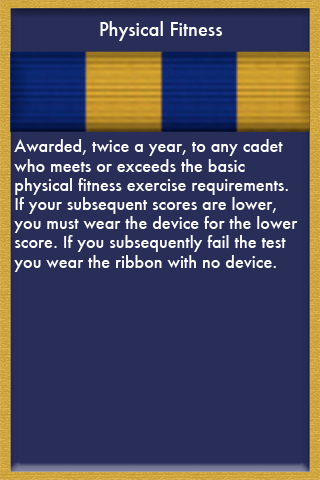 Physical Fitness
Awarded, twice a year, to any cadet
who meets or exceeds the basic
physical fitness exercise requirements.
If your subsequent scores are lower,
you must wear the device for the lower
score. If you subsequently fail the test
you wear the ribbon with no device.